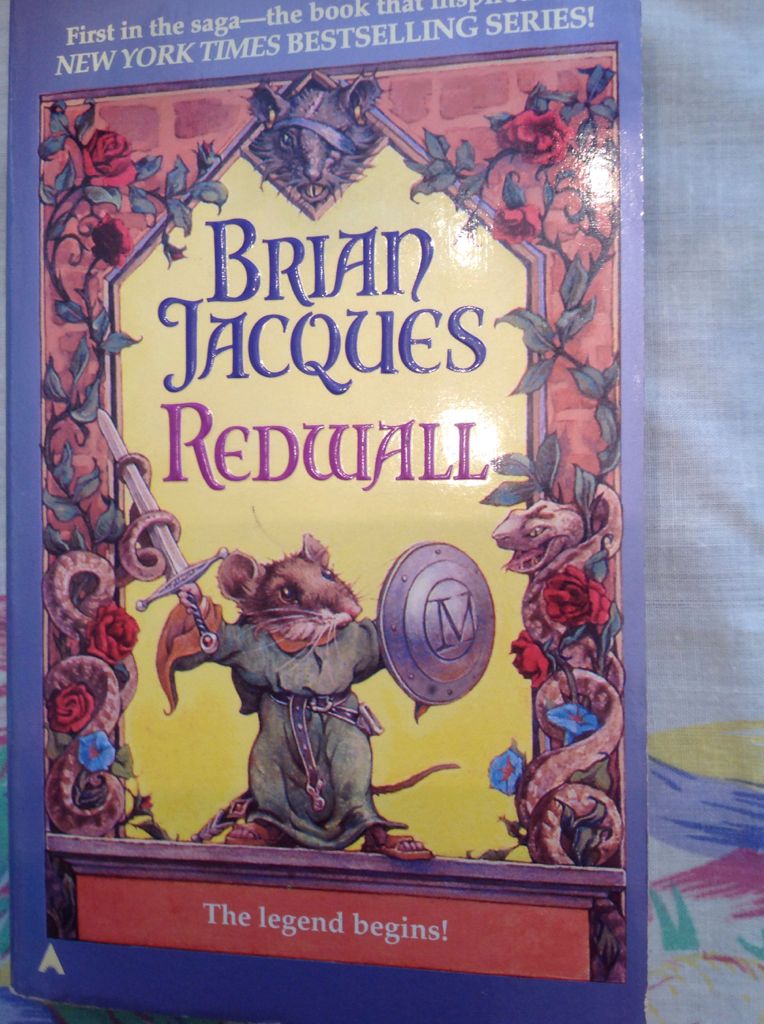 First in the saga—the book that
NEW YORK TIMES BESTSELLING SERIES!
BRIAN
JACQUES
REDWALL
M
The legend begins!